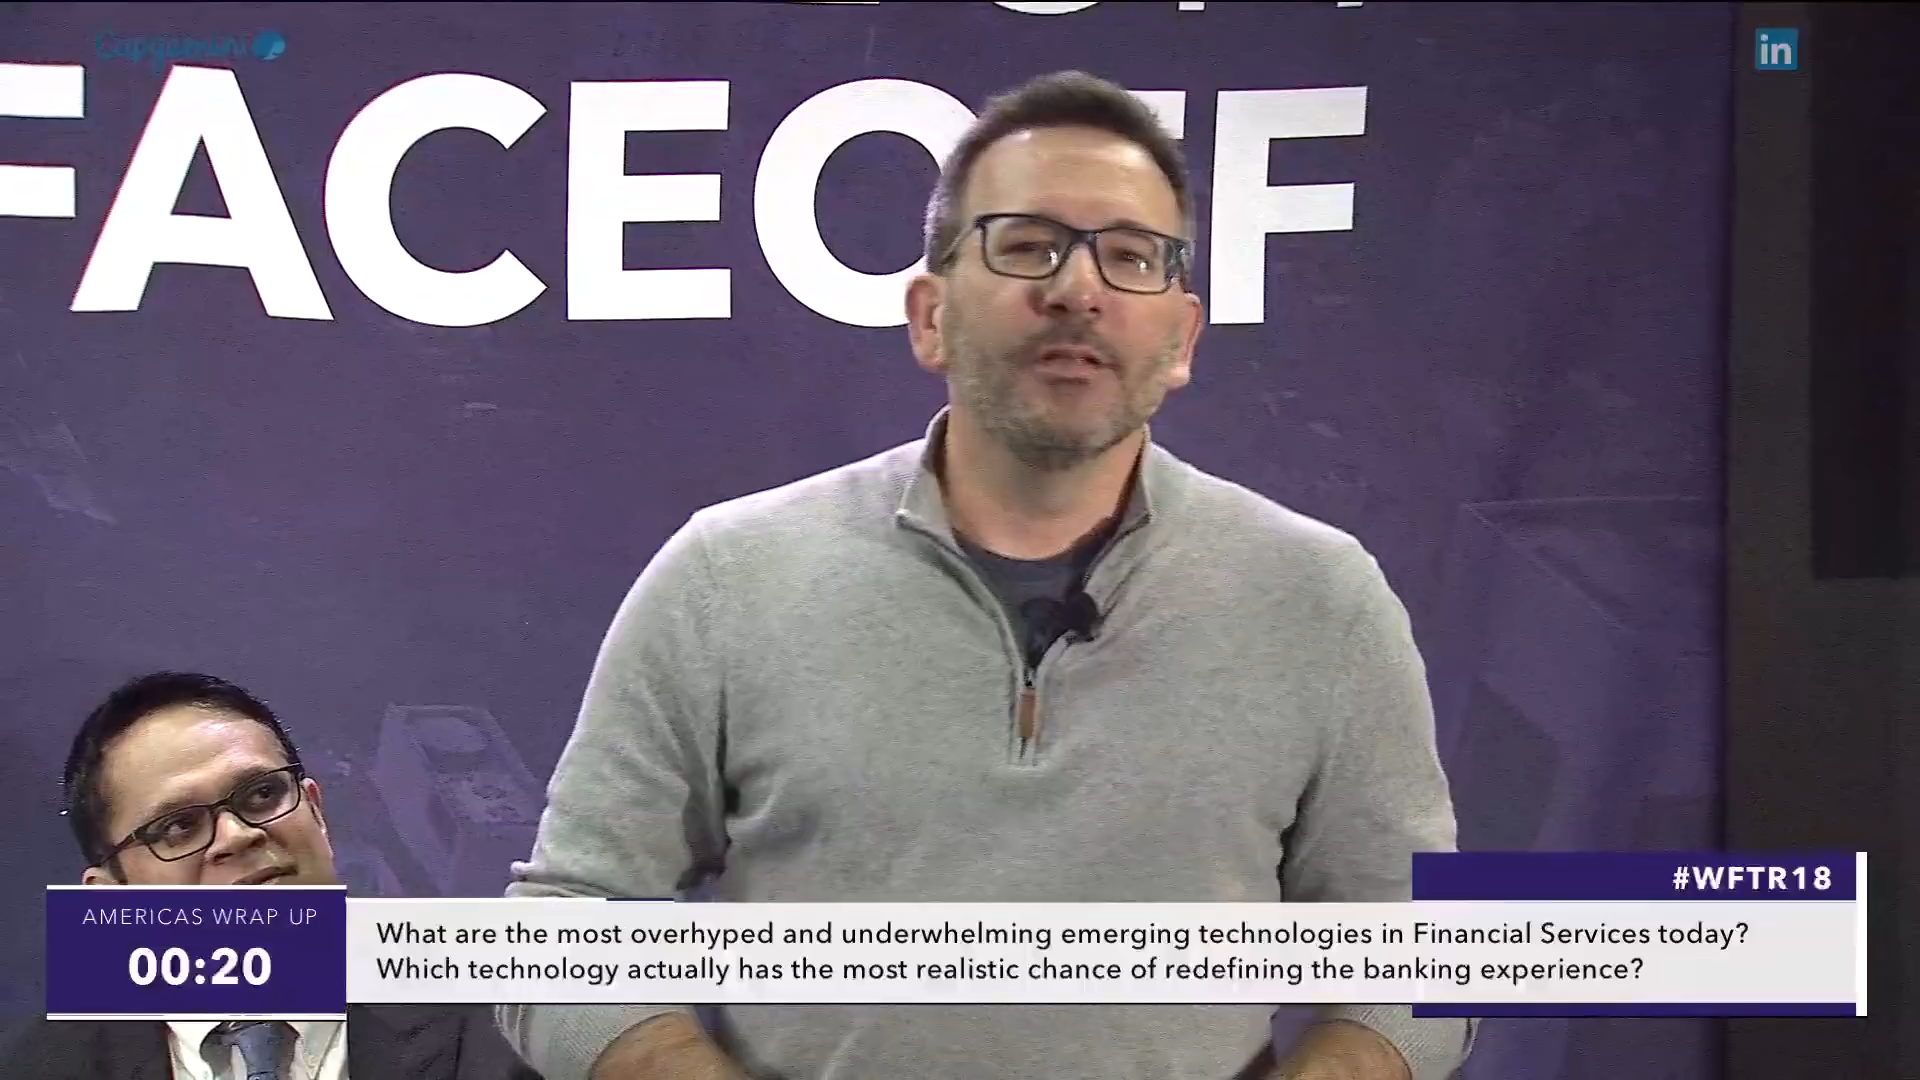 Capgemini
in
FACEOFF
#WFTR18
AMERICAS WRAP UP
00:20
What are the most overhyped and underwhelming emerging technologies in Financial Services today?
Which technology actually has the most realistic chance of redefining the banking experience?